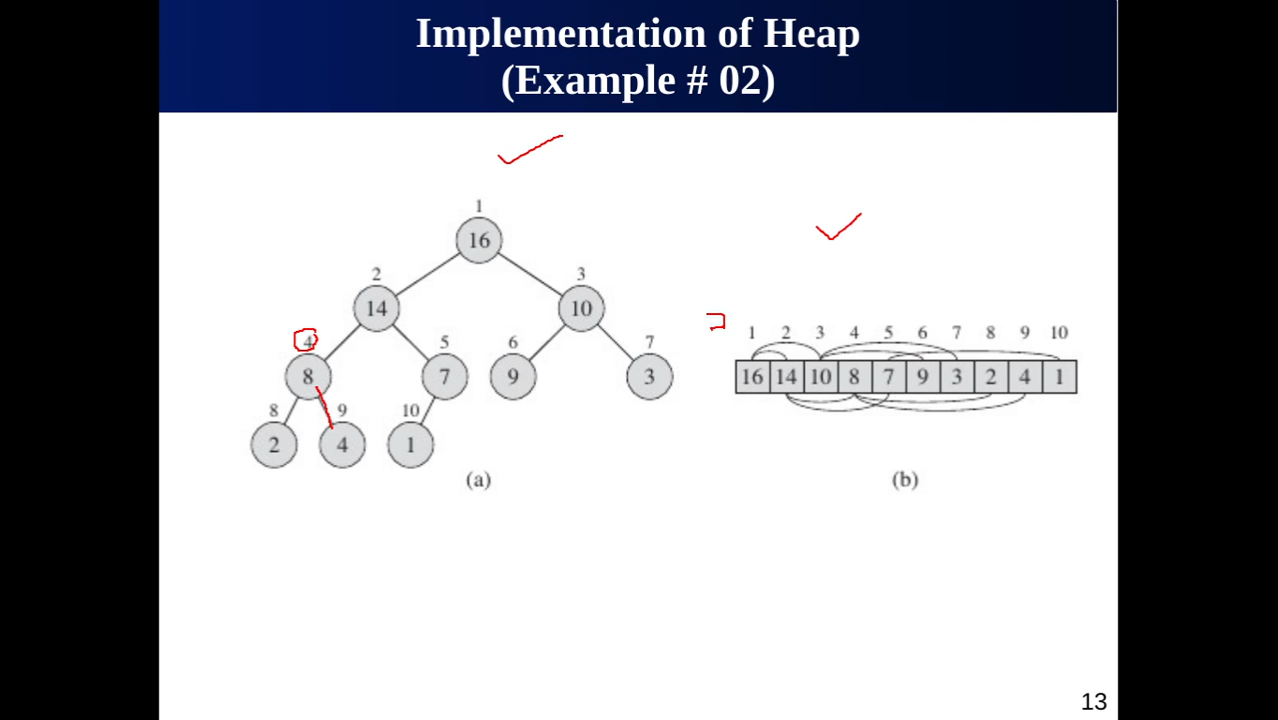 Implementation of Heap
(Example # 02)
1
16
2 3
14 10
4 5 6 7
8 7 9 3
8 9 10
2 4 1
(a)
1 2 3 4 5 6 7 8 9 10
16 14 10 8 7 9 3 2 4 1
(b)
13